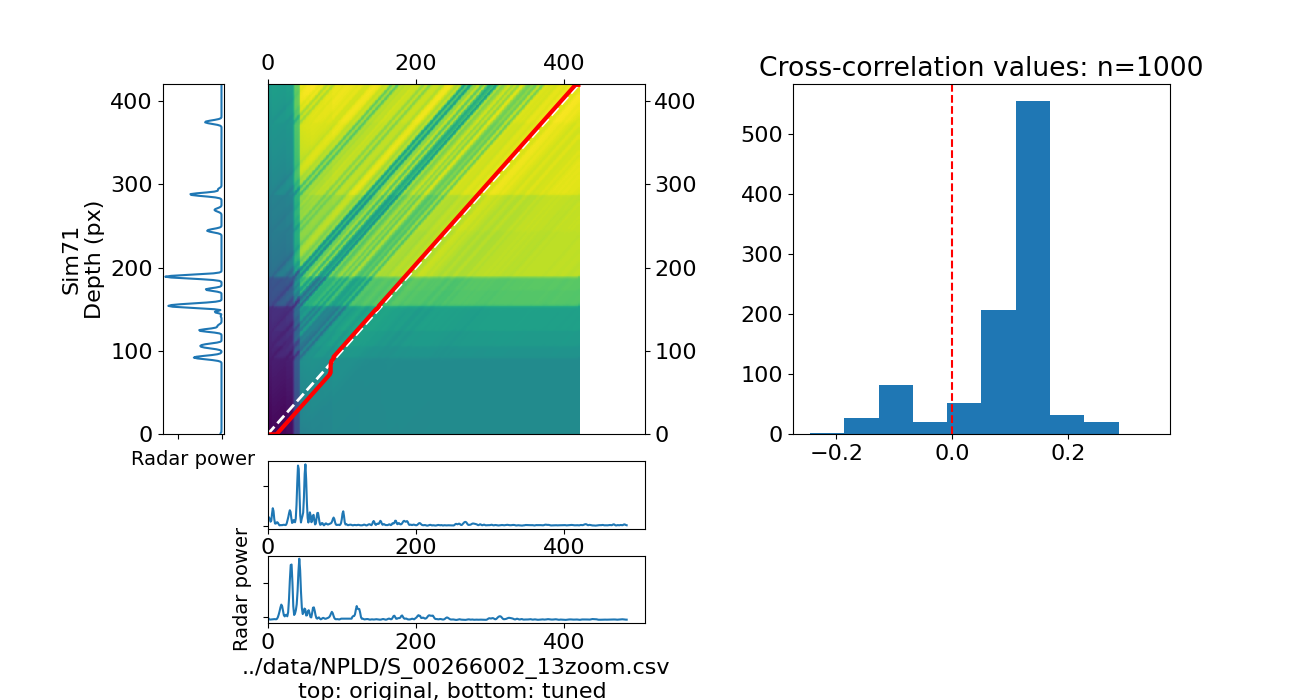 Cross-correlation values: n=1000
0 200 400
400
300
200
100
0
Sim71
Depth (px)
Radar power
400
300
200
100
0
500
400
300
200
100
0
−0.2 0.0 0.2
0 200 400
Radar power
0 200 400
../data/NPLD/S_00266002_13zoom.csv
top: original, bottom: tuned